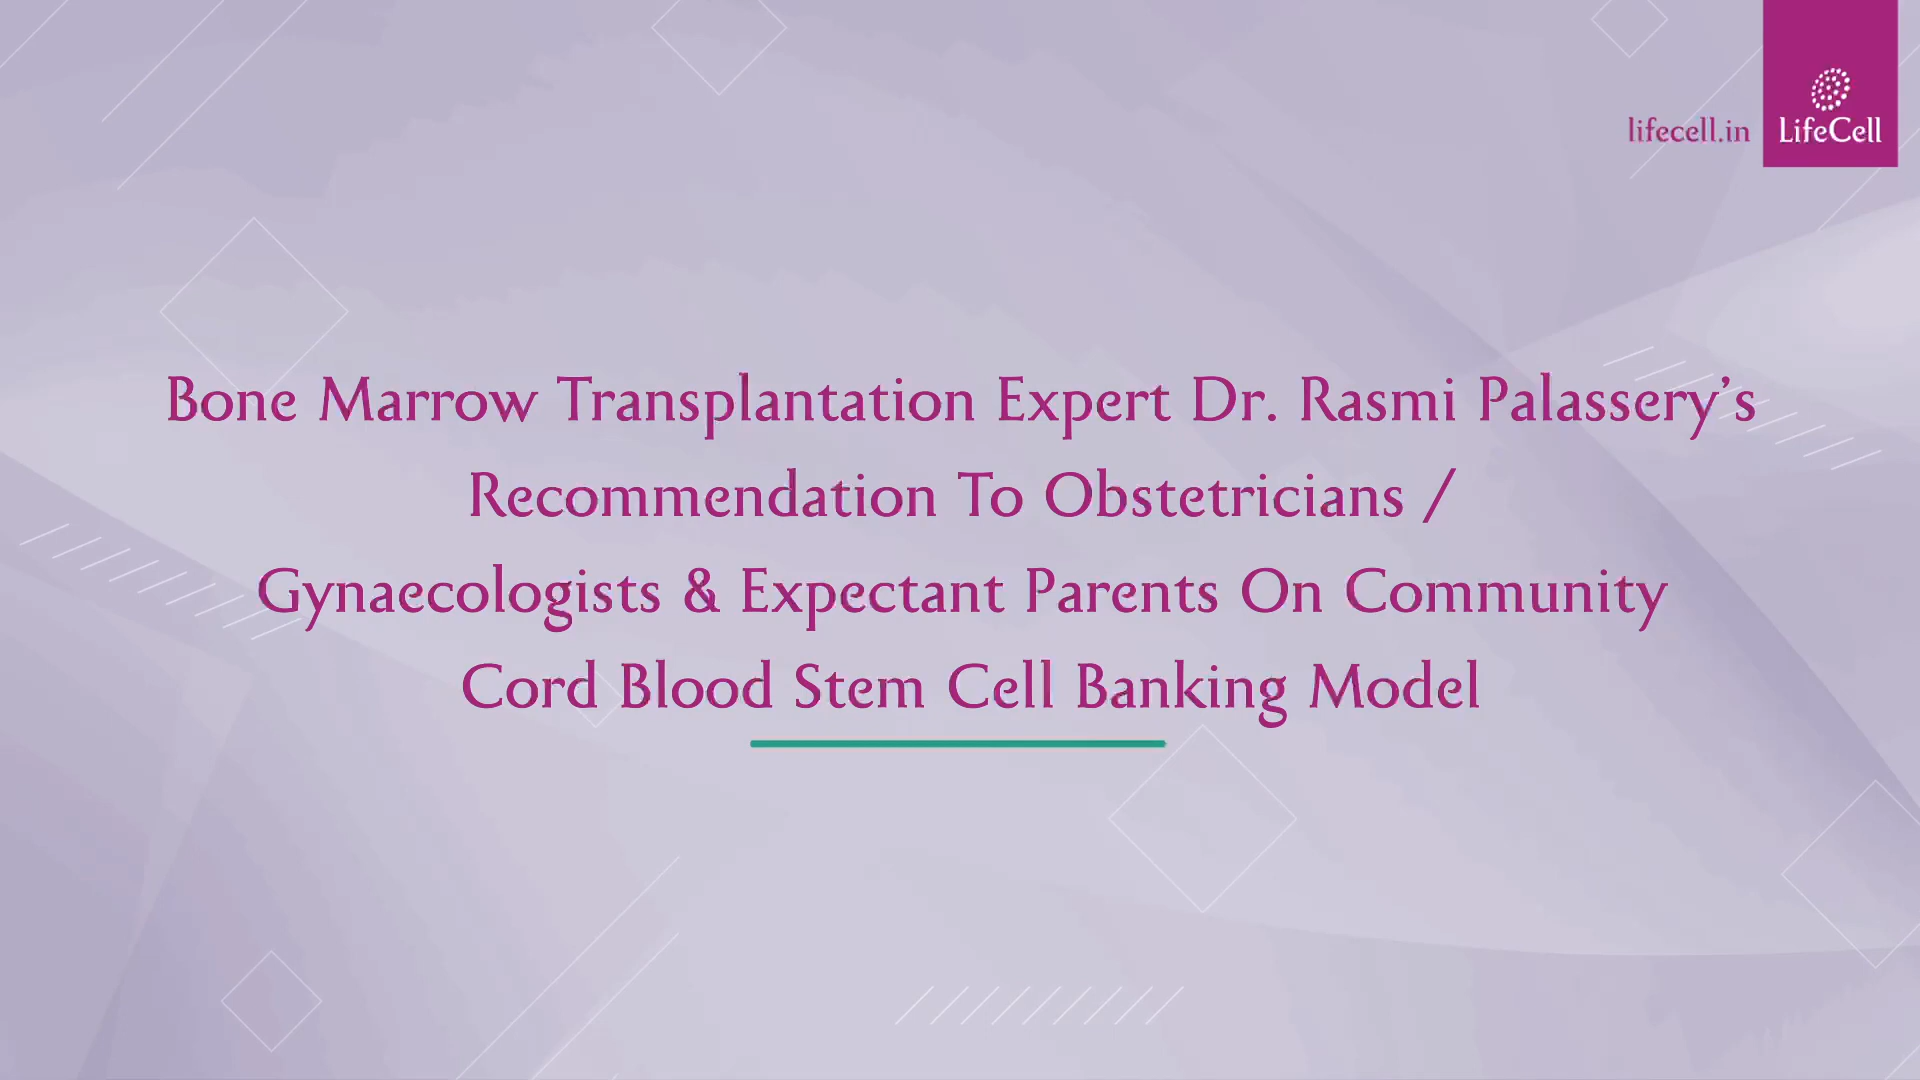 lifecell.in
LifeCell
Bone Marrow Transplantation Expert Dr. Rasmi Palassery’s
Recommendation To Obstetricians /
Gynaecologists & Expectant Parents On Community
Cord Blood Stem Cell Banking Model